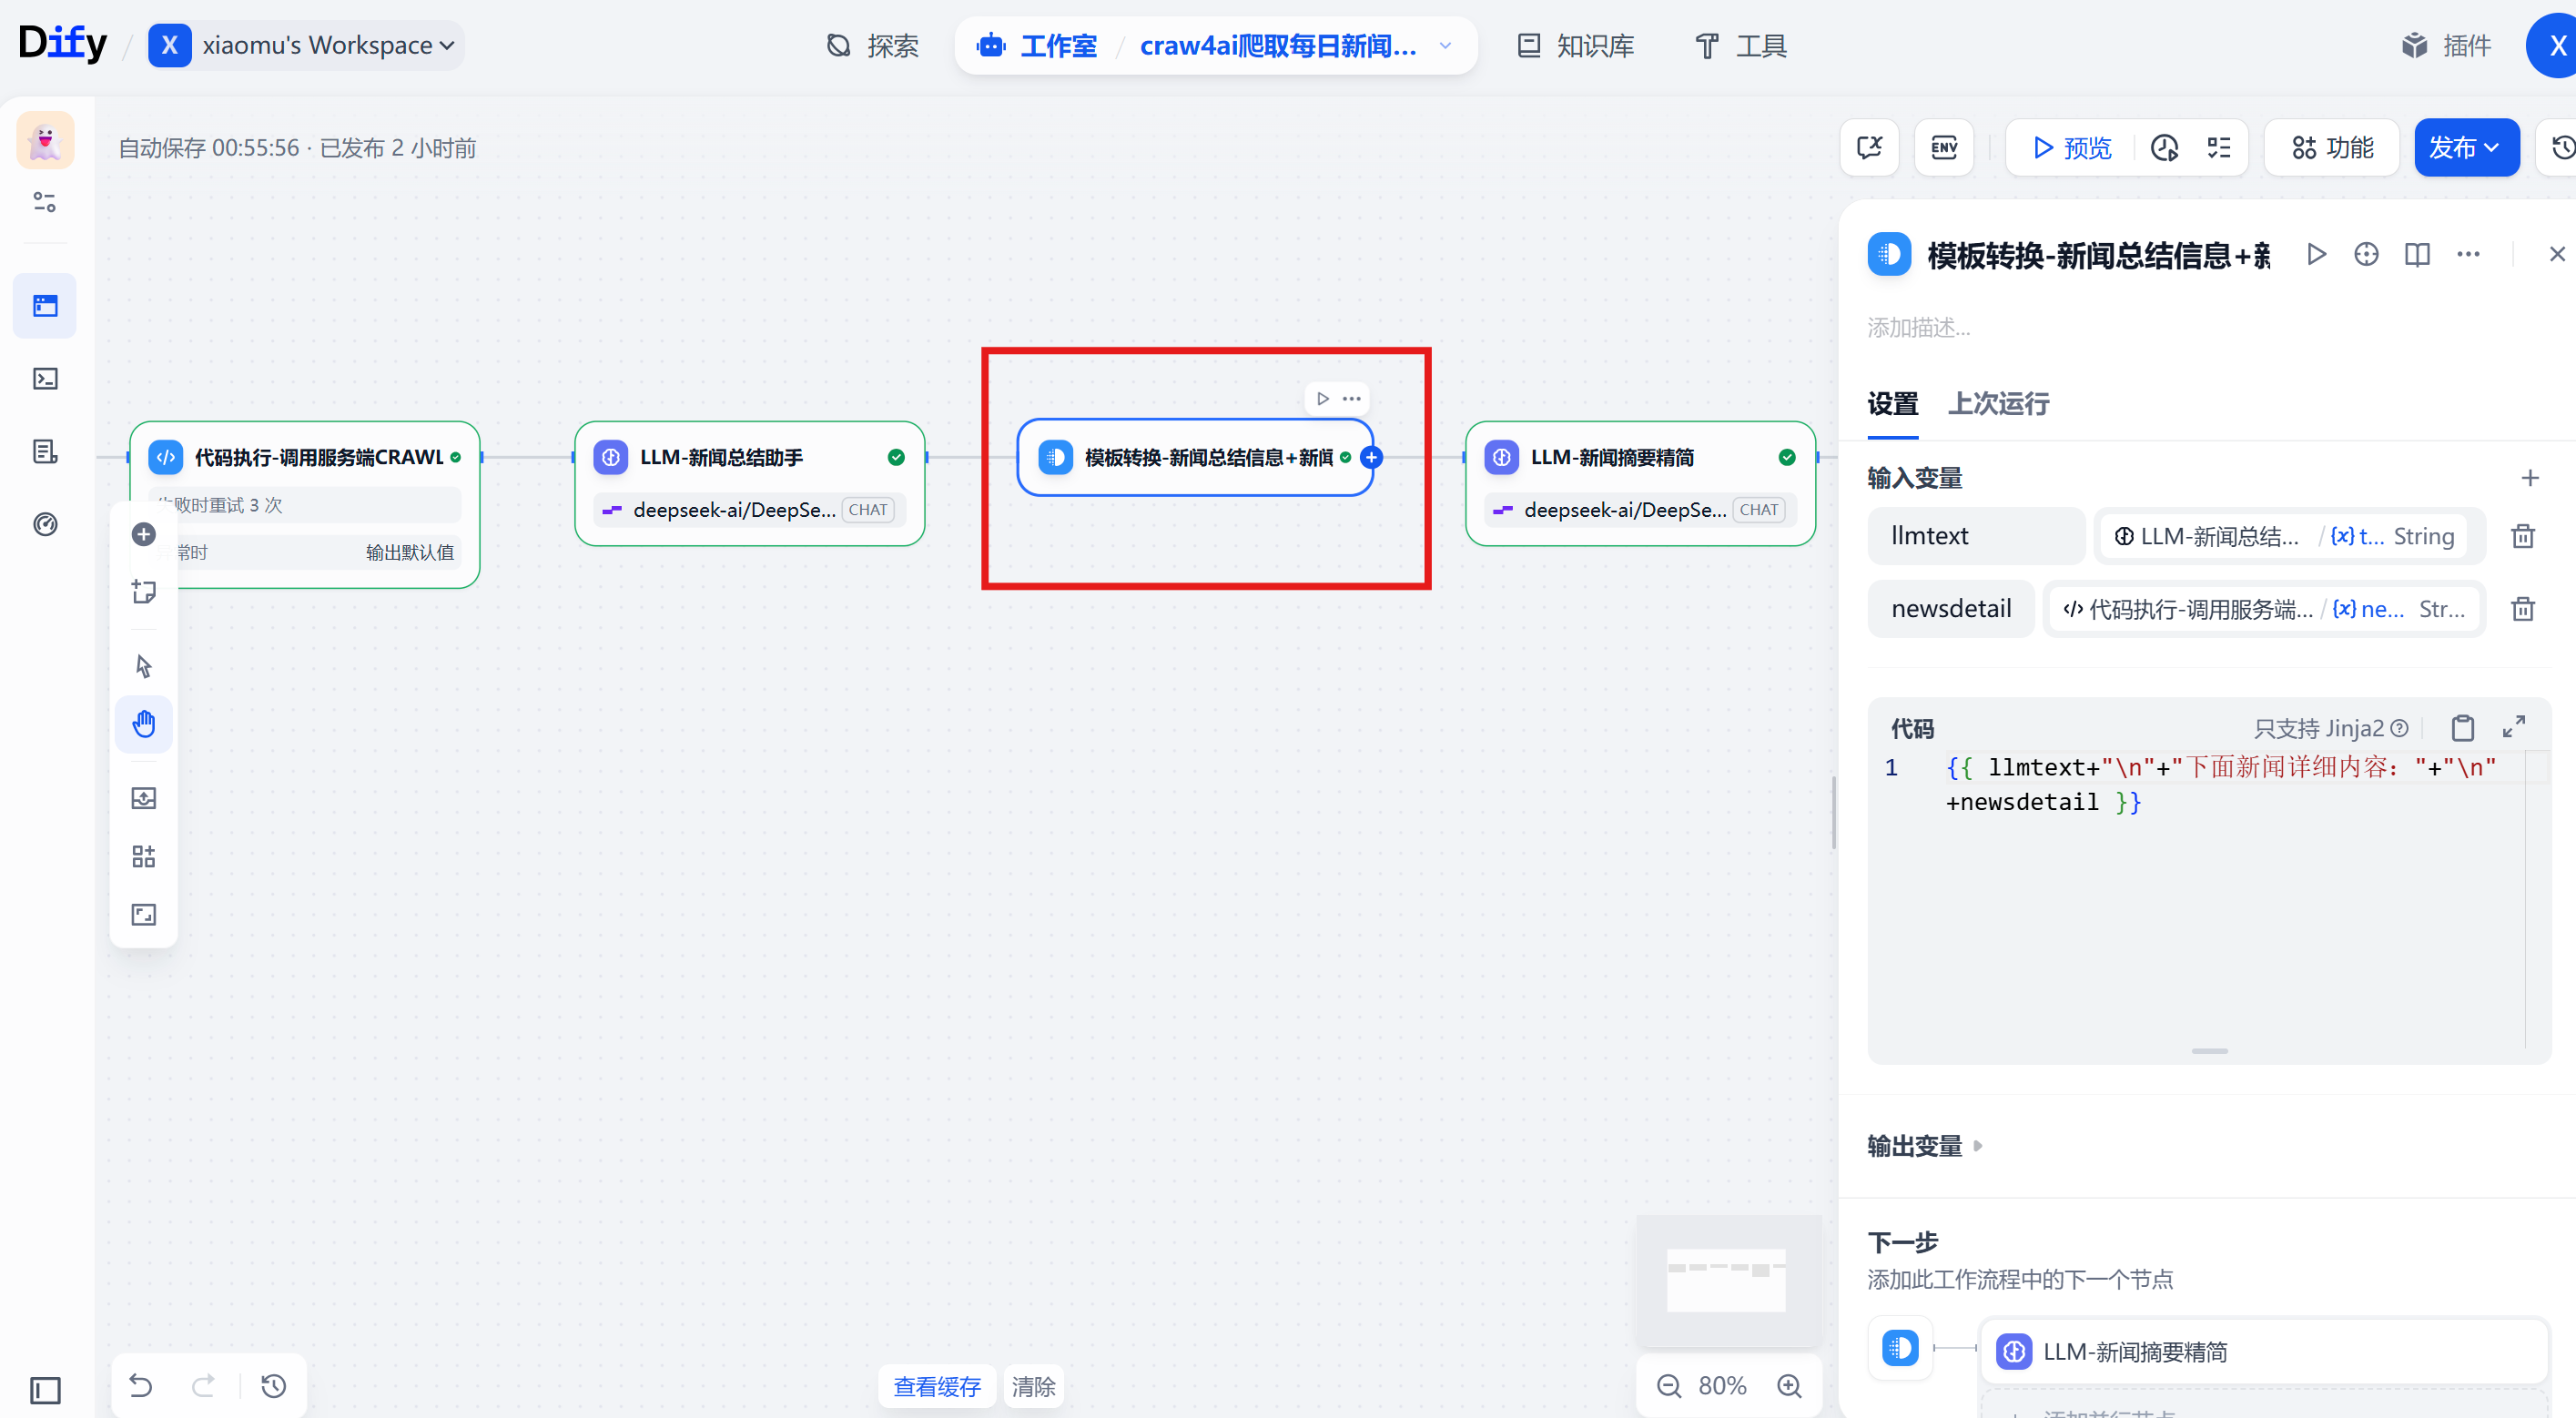 Dify / X xiaomu's Workspace
探索
工作室 / craw4ai爬取每日新闻...
知识库
工具
插件
X
自动保存 00:55:56 · 已发布 2 小时前
ENV
预览
功能
发布
代码执行-调用服务端CRAWL
败时重试 3 次
常时 输出默认值
LLM-新闻总结助手
deepseek-ai/DeepSe... CHAT
模板转换-新闻总结信息+新闻
LLM-新闻摘要精简
deepseek-ai/DeepSe... CHAT
查看缓存
清除
80%
模板转换-新闻总结信息+新
添加描述...
设置 上次运行
输入变量
llmtext LLM-新闻总结... / {x} t... String
newsdetail 代码执行-调用服务端... / {x} ne... Str...
代码 只支持 Jinja2
1 {{ llmtext+"\n"+"下面新闻详细内容："+"\n"
+newsdetail }}
输出变量
下一步
添加此工作流程中的下一个节点
LLM-新闻摘要精简